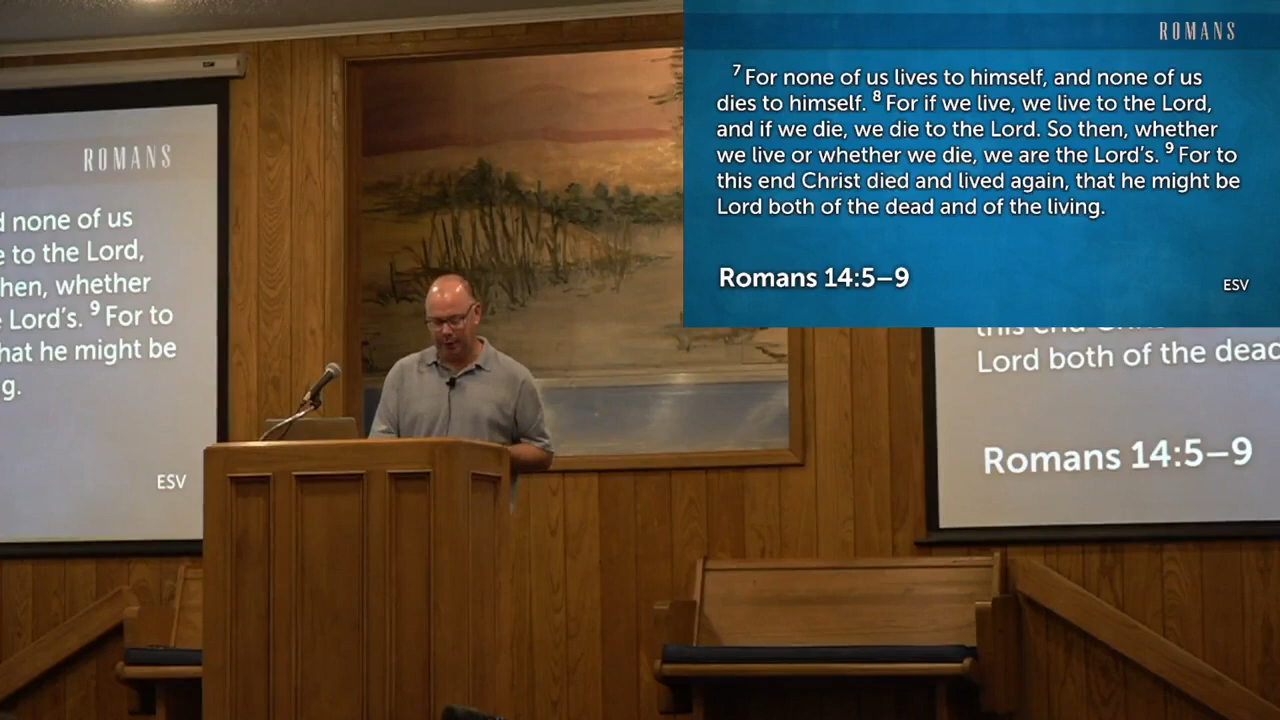 ROMANS
7 For none of us lives to himself, and none of us
dies to himself. 8 For if we live, we live to the Lord,
and if we die, we die to the Lord. So then, whether
we live or whether we die, we are the Lord's. 9 For to
this end Christ died and lived again, that he might be
Lord both of the dead and of the living.
Romans 14:5–9
ESV
ROMANS
d none of us
e to the Lord,
hen, whether
e Lord's. 9 For to
hat he might be
g.
ESV
this end Christ
Lord both of the dead
Romans 14:5–9